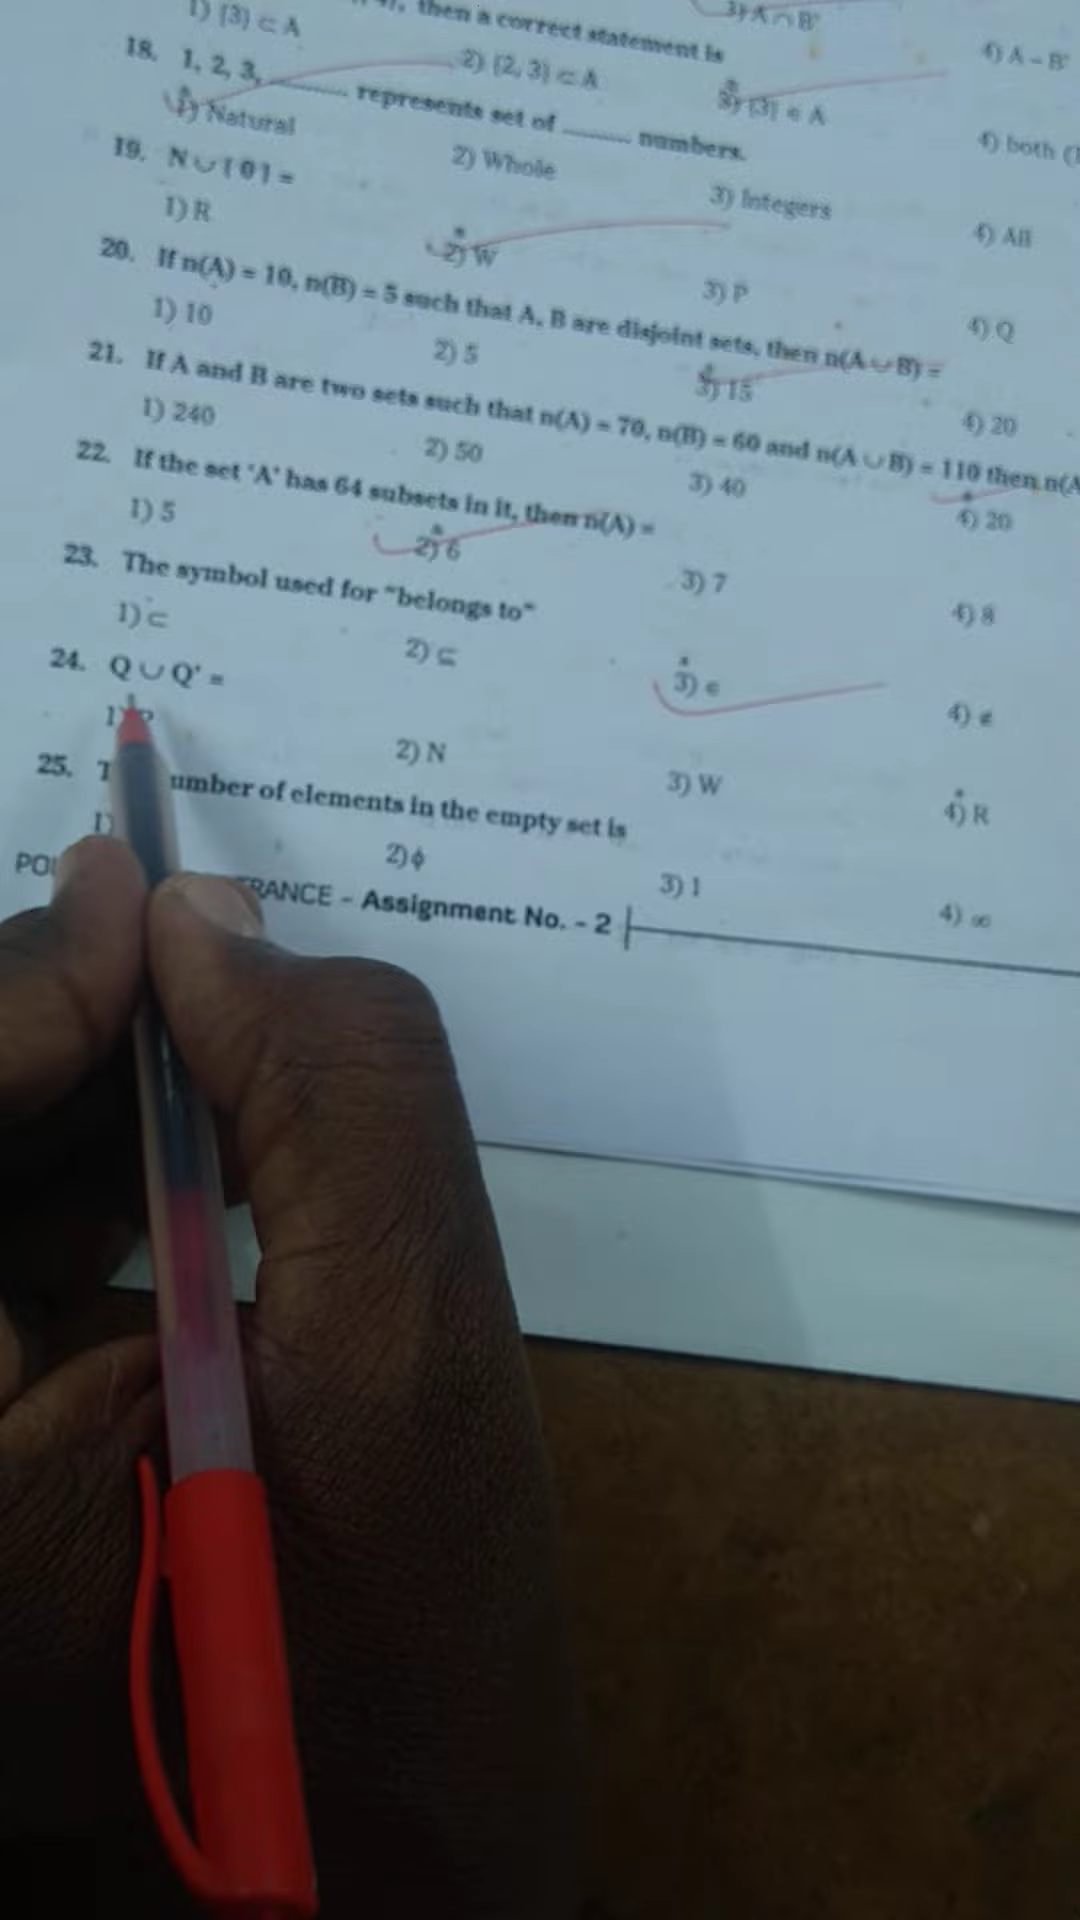 3) A ∩ B'
4) A – B'
then a correct statement is
1) {3} ⊂ A
2) {2, 3} ⊂ A
3) {3} ∈ A
4) both (1
18. 1, 2, 3, .......... represents set of ......... numbers.
1) Natural
2) Whole
3) Integers
4) All
19. N ∪ {0} =
1) R
2) W
3) P
4) Q
20. If n(A) = 10, n(B) = 5 such that A, B are disjoint sets, then n(A ∪ B) =
1) 10
2) 5
3) 15
4) 20
21. If A and B are two sets such that n(A) = 70, n(B) = 60 and n(A ∪ B) = 110 then n(A
1) 240
2) 50
3) 40
4) 20
22. If the set 'A' has 64 subsets in it, then n(A) =
1) 5
2) 6
3) 7
4) 8
23. The symbol used for "belongs to"
1) ⊂
2) ⊆
3) ∈
4) ∉
24. Q ∪ Q' =
1)
2) N
3) W
4) R
25. umber of elements in the empty set is
1)
2) ϕ
3) 1
4) ∞
RANCE – Assignment No. - 2